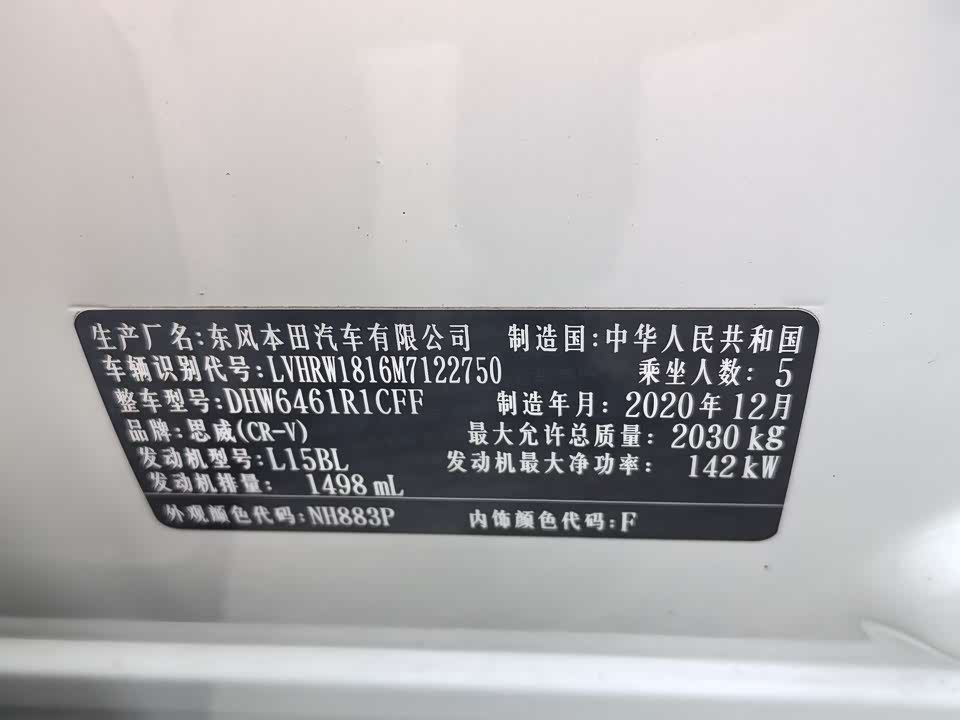 生产厂名:东风本田汽车有限公司 制造国:中华人民共和国
车辆识别代号:LVHRW1816M7122750 乘坐人数:5
整车型号:DHW6461R1CFF 制造年月:2020年12月
品牌:思威(CR-V) 最大允许总质量:2030kg
发动机型号:L15BL 发动机最大净功率:142kW
发动机排量:1498mL
外观颜色代码:NH883P 内饰颜色代码:F